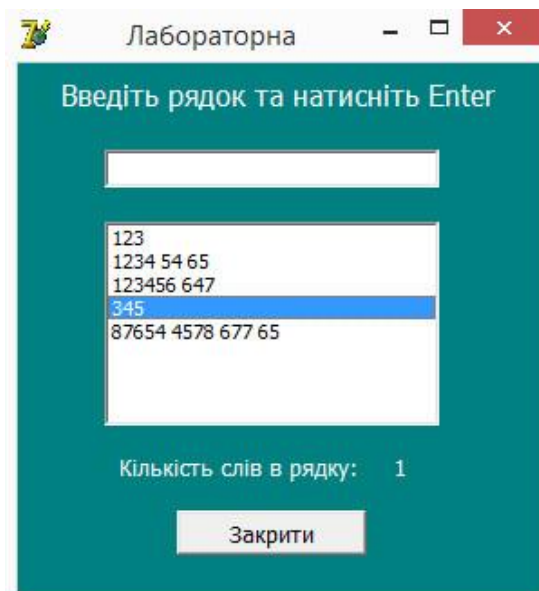 Лабораторна
Введіть рядок та натисніть Enter
123
1234 54 65
123456 647
345
87654 4578 677 65
Кількість слів в рядку: 1
Закрити